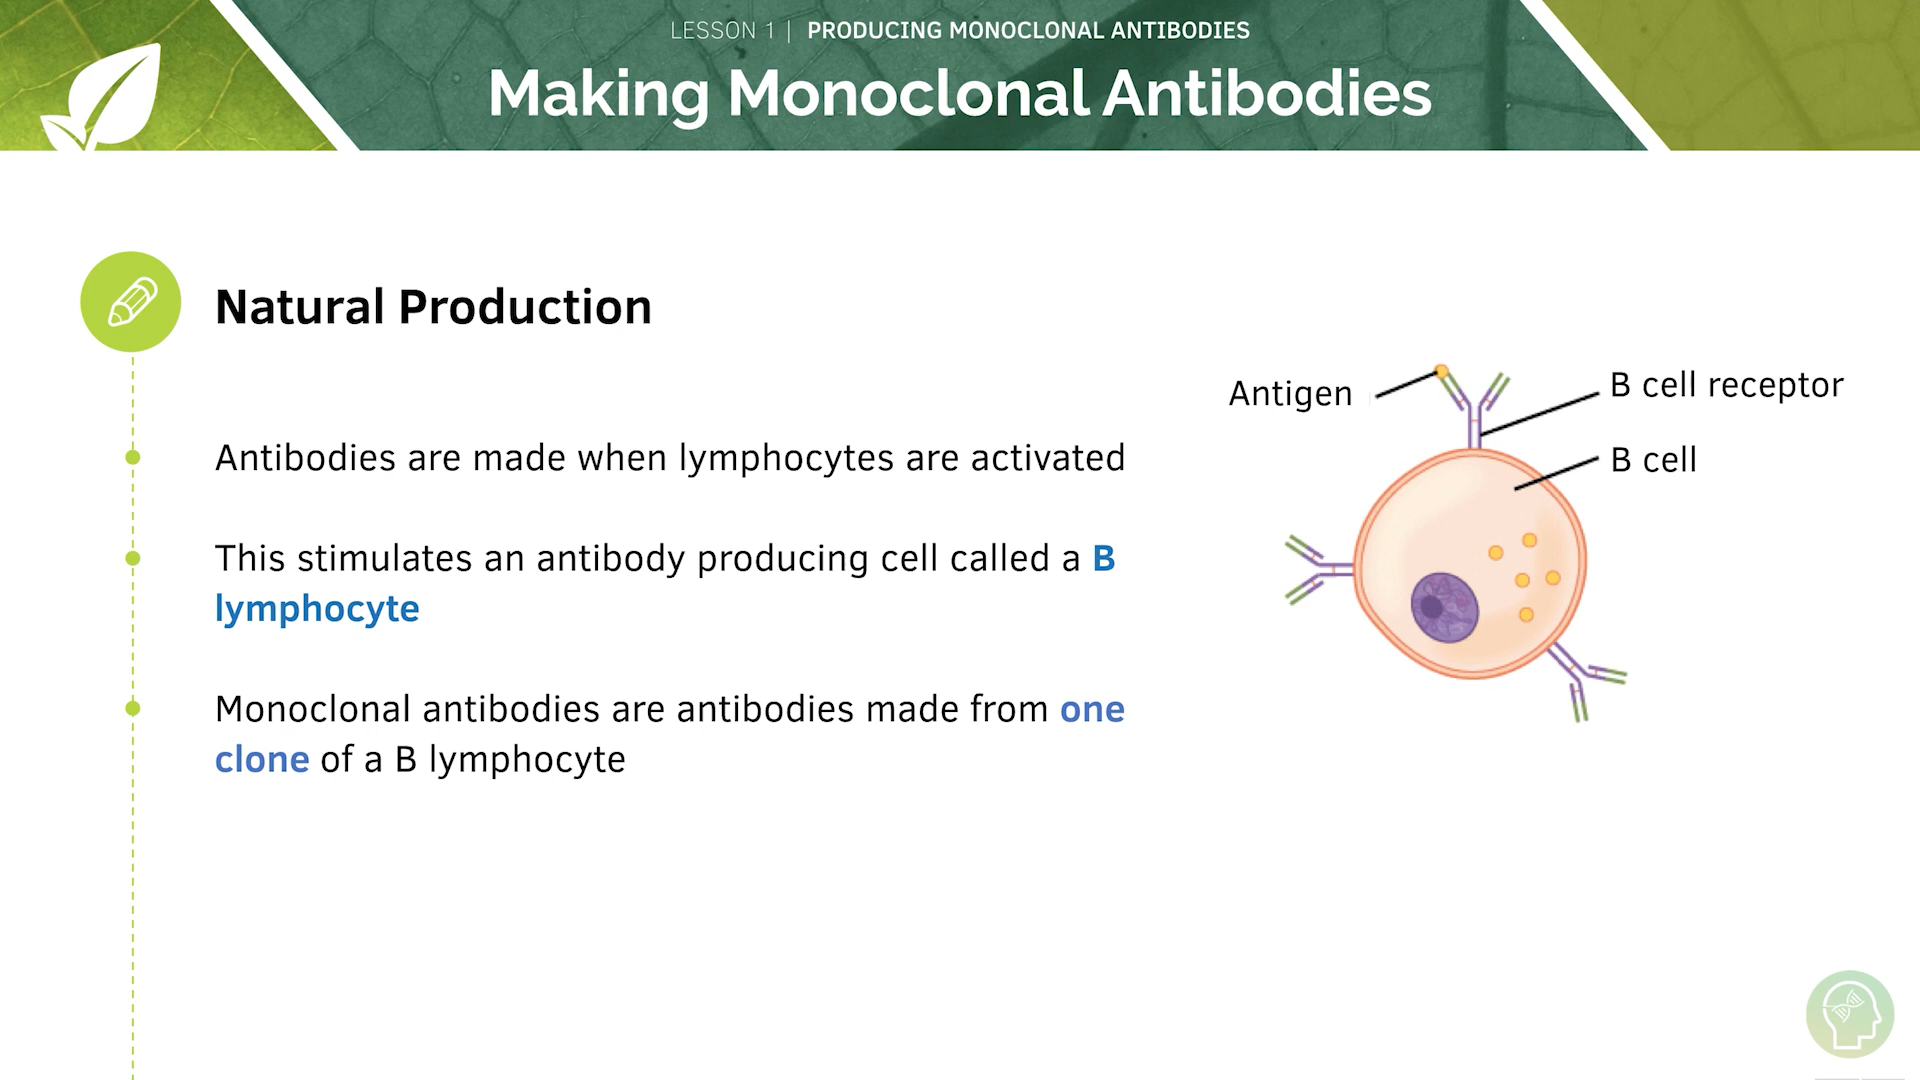 LESSON 1 | PRODUCING MONOCLONAL ANTIBODIES
Making Monoclonal Antibodies
Natural Production
Antibodies are made when lymphocytes are activated
This stimulates an antibody producing cell called a B
lymphocyte
Monoclonal antibodies are antibodies made from one
clone of a B lymphocyte
Antigen
B cell receptor
B cell